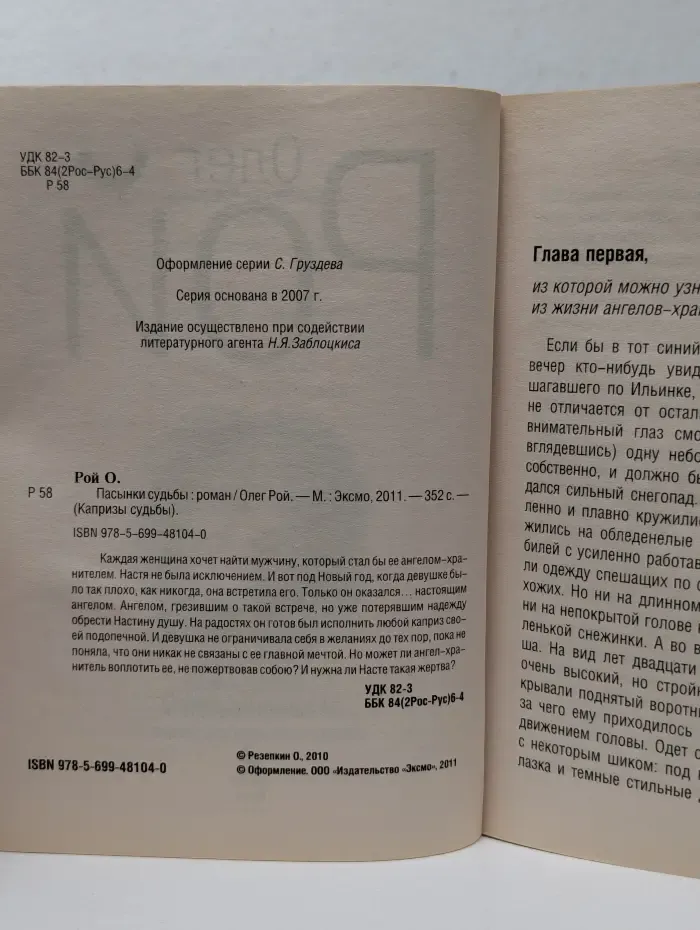 УДК 82–3
ББК 84(2Рос–Рус)6–4
Р 58
Оформление серии С. Груздева
Серия основана в 2007 г.
Издание осуществлено при содействии
литературного агента Н.Я.Заблоцкиса
Рой О.
Р 58 Пасынки судьбы : роман / Олег Рой. — М. : Эксмо, 2011. — 352 с. —
(Капризы судьбы).
ISBN 978-5-699-48104-0
Каждая женщина хочет найти мужчину, который стал бы ее ангелом–хра-
нителем. Настя не была исключением. И вот под Новый год, когда девушке бы-
ло так плохо, как никогда, она встретила его. Только он оказался… настоящим
ангелом. Ангелом, грезившим о такой встрече, но уже потерявшим надежду
обрести Настину душу. На радостях он готов был исполнить любой каприз сво-
ей подопечной. И девушка не ограничивала себя в желаниях до тех пор, пока не
поняла, что они никак не связаны с ее главной мечтой. Но может ли ангел–хра-
нитель воплотить ее, не пожертвовав собою? И нужна ли Насте такая жертва?
УДК 82–3
ББК 84(2Рос–Рус)6–4
© Резепкин О., 2010
ISBN 978-5-699-48104-0 © Оформление. ООО «Издательство «Эксмо», 2011
Олег
Рой
Глава первая,
из которой можно узн
из жизни ангелов–хра
Если бы в тот синий
вечер кто–нибудь увид
шагавшего по Ильинке,
не отличается от остал
внимательный глаз смо
вглядевшись) одну небо
собственно, и должно бы
дался сильный снегопад.
ленно и плавно кружили
жились на обледенелые
билей с усиленно работав
ли одежду спешащих по с
хожих. Но ни на длинном
ни на непокрытой голове н
ленькой снежинки. А во в
ша. На вид лет двадцати
очень высокий, но строй
крывали поднятый воротн
за чего ему приходилось
движением головы. Одет с
с некоторым шиком: под
лазка и темные стильные